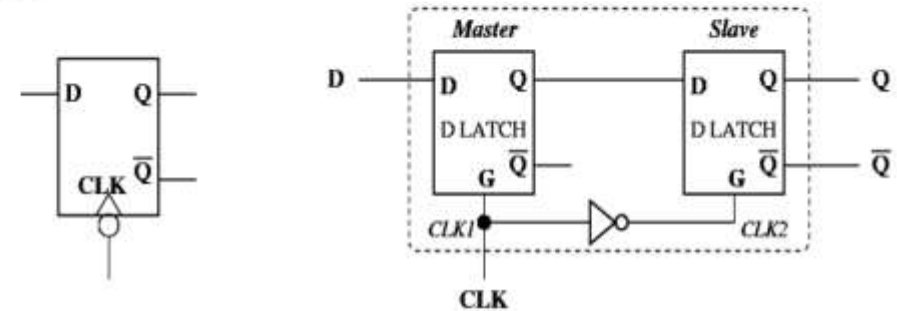 D Q
Q̅
CLK
Master Slave
D D Q D Q Q
D LATCH D LATCH
G Q̅ G Q̅ Q̅
CLK1 CLK2
CLK